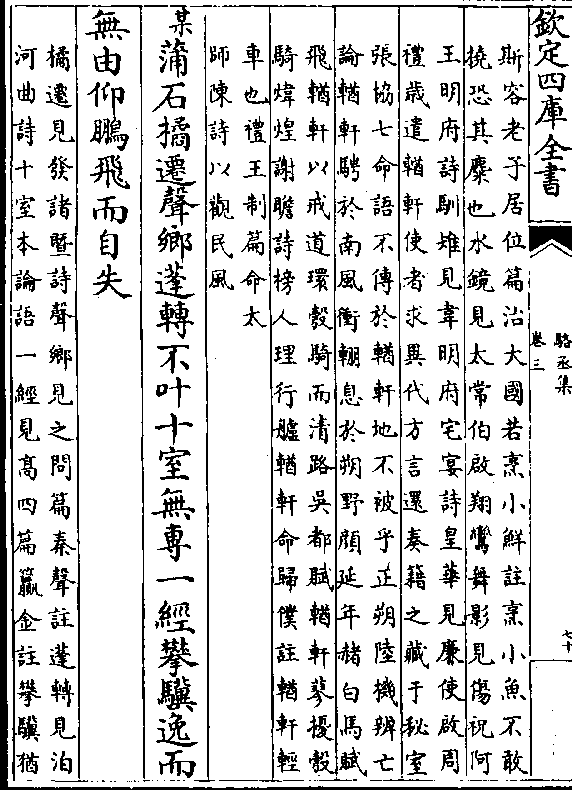 欽定四庫全書
駱丞集
卷三
七十
斯容老子居位篇治大國若烹小鮮註烹小魚不敢
撓恐其糜也水鏡見太常伯啟翔鸞舞影見傷祝阿
王明府詩馴雉見韋明府宅宴詩皇華見廉使啟周
禮歳遣輶軒使者求異代方言還奏籍之藏于秘室
張協七命語不傳於輶軒地不被乎正朔陸機辨亡
論輶軒騁於南風衝輣息於朔野顔延年赭白馬賦
飛輶軒以戒道環彀騎而清路吳都賦輶軒蓼擾彀
騎煒煌謝瞻詩榜人理行艫輶軒命歸僕註輶軒輕
車也禮王制篇命太
師陳詩以觀民風
某蒲石擕遷聲鄉蓬轉不叶十室無専一經攀驥逸而
無由仰鵬飛而自失
橘遷見發諸曁詩聲鄉見之問篇秦聲註蓬轉見泊
河曲詩十室本論語一經見髙四篇籯金註攀驥猶